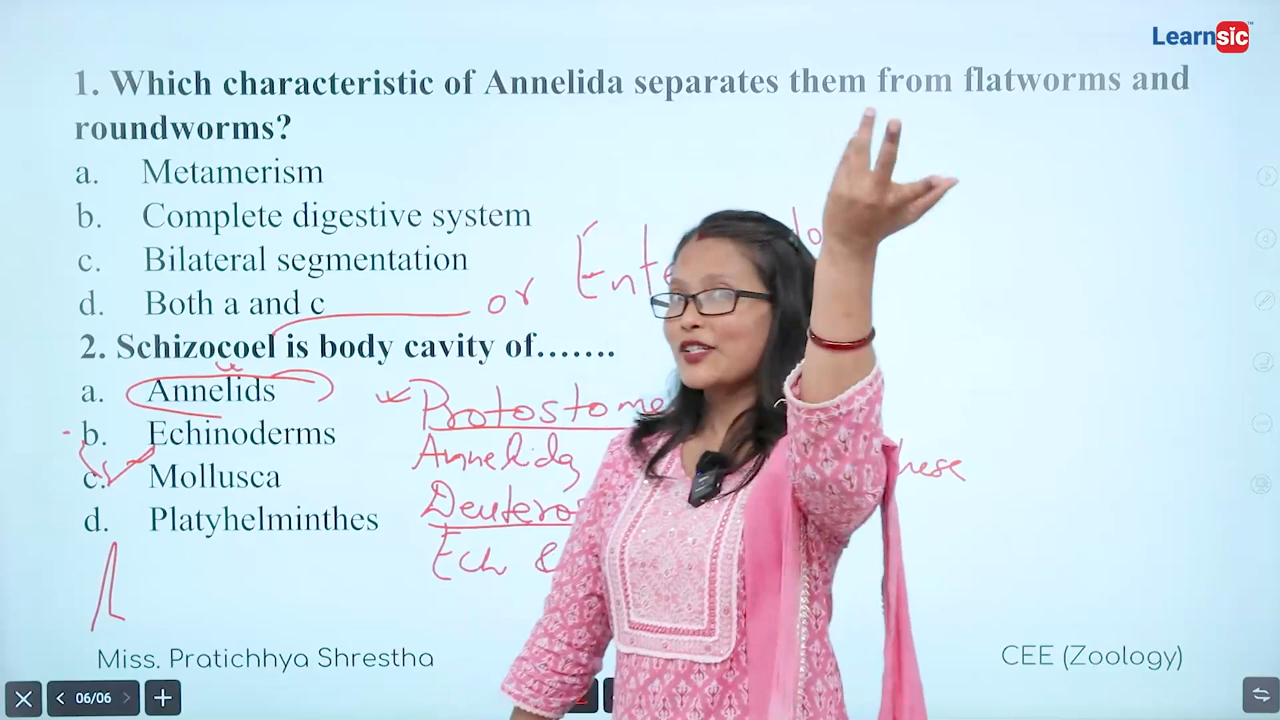 Learnsic™
1. Which characteristic of Annelida separates them from flatworms and
roundworms?
a. Metamerism
b. Complete digestive system
c. Bilateral segmentation
d. Both a and c
or
2. Schizocoel is body cavity of…….
a. Annelids
b. Echinoderms
c. Mollusca
d. Platyhelminthes
Protostome
Annelida
Miss. Pratichhya Shrestha
CEE (Zoology)
06/06